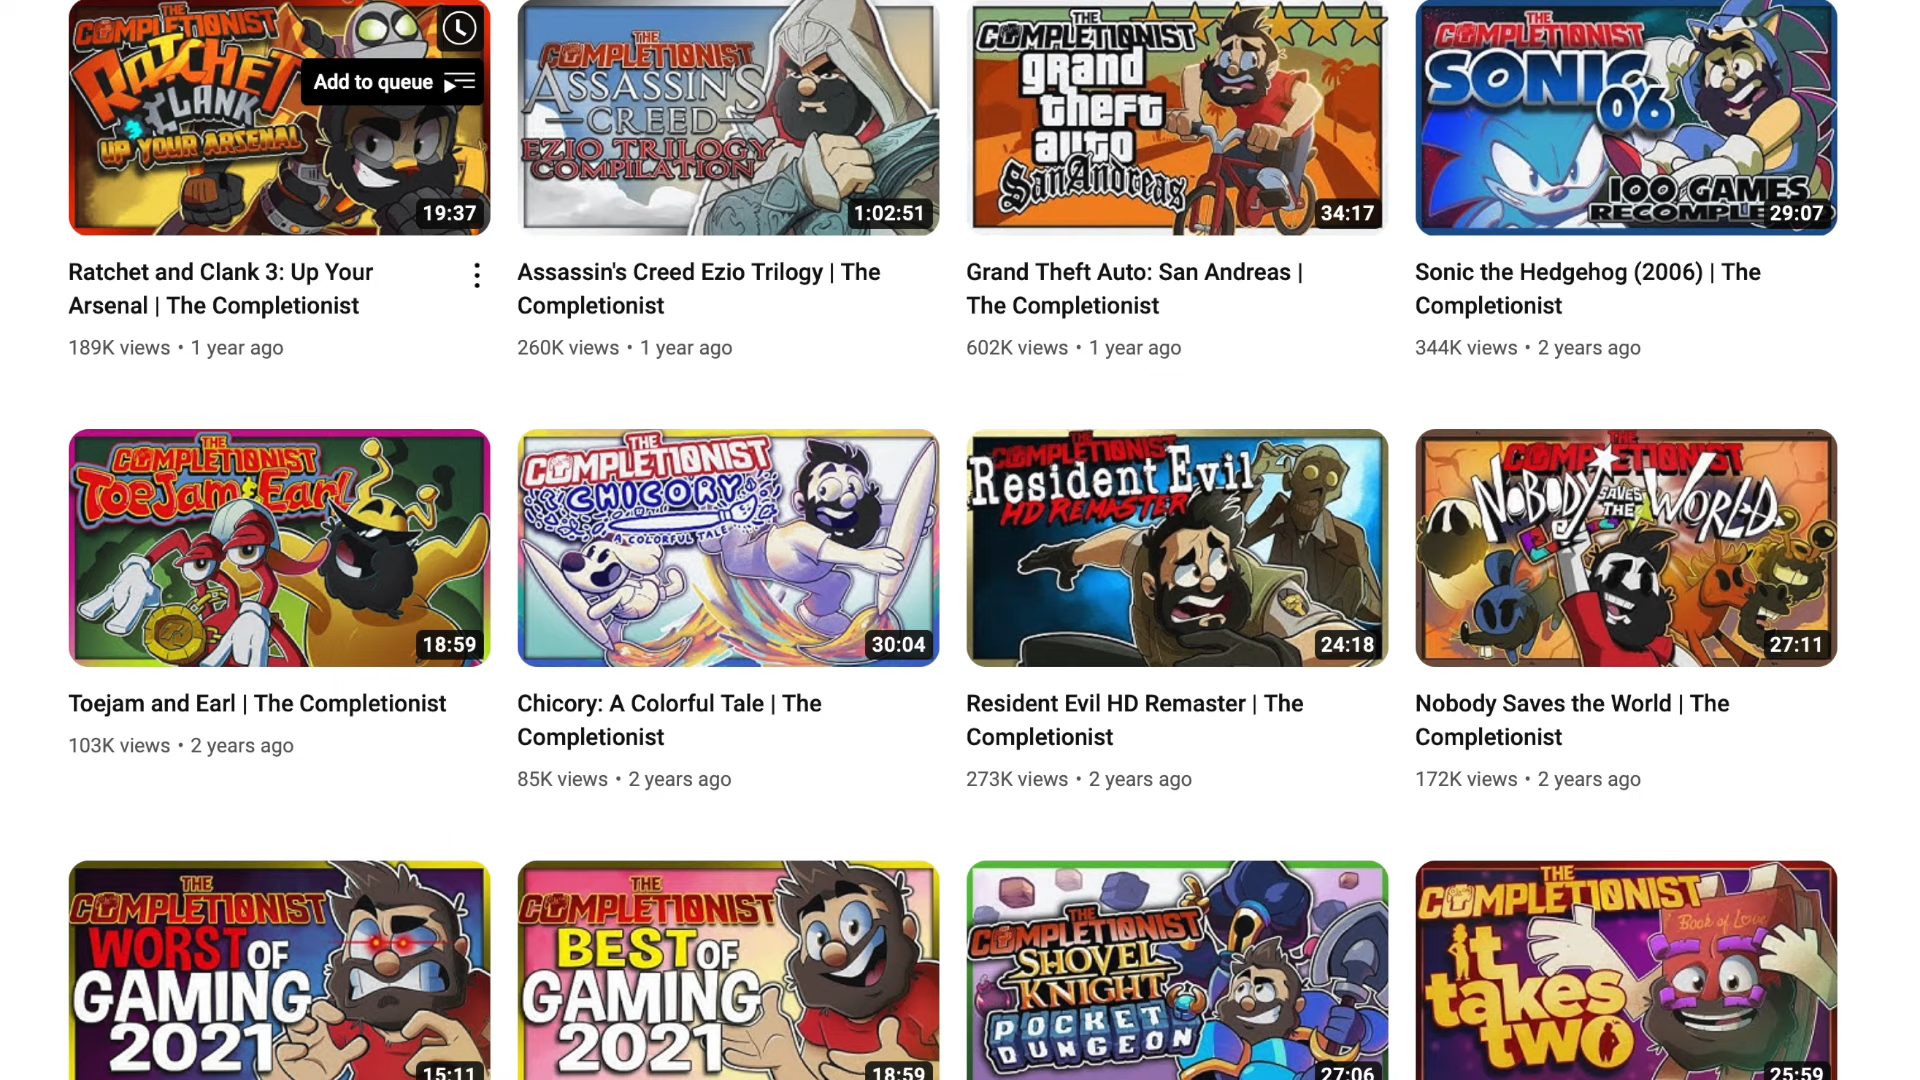 THE
COMPLETIONIST
RATCHET
& CLANK
3
UP YOUR ARSENAL
Add to queue
19:37
THE
COMPLETIONIST
ASSASSIN'S
CREED
EZIO TRILOGY
COMPILATION
1:02:51
THE
COMPLETIONIST
grand
theft
auto
San Andreas
34:17
THE
COMPLETIONIST
SONIC
06
100 GAMES
29:07
Ratchet and Clank 3: Up Your
Arsenal | The Completionist
189K views • 1 year ago
Assassin's Creed Ezio Trilogy | The
Completionist
260K views • 1 year ago
Grand Theft Auto: San Andreas |
The Completionist
602K views • 1 year ago
Sonic the Hedgehog (2006) | The
Completionist
344K views • 2 years ago
THE
COMPLETIONIST
ToeJam & Earl
18:59
THE
COMPLETIONIST
CHICORY
A COLORFUL TALE
30:04
THE
COMPLETIONIST
Resident Evil
HD REMASTER
24:18
THE
COMPLETIONIST
NOBODY SAVES THE WORLD
27:11
Toejam and Earl | The Completionist
103K views • 2 years ago
Chicory: A Colorful Tale | The
Completionist
85K views • 2 years ago
Resident Evil HD Remaster | The
Completionist
273K views • 2 years ago
Nobody Saves the World | The
Completionist
172K views • 2 years ago
THE
COMPLETIONIST
WORST OF
GAMING
2021
15:11
THE
COMPLETIONIST
BEST OF
GAMING
2021
18:59
THE
COMPLETIONIST
SHOVEL
KNIGHT
POCKET
DUNGEON
27:06
THE
COMPLETIONIST
Book of Love
it
takes
two
25:59